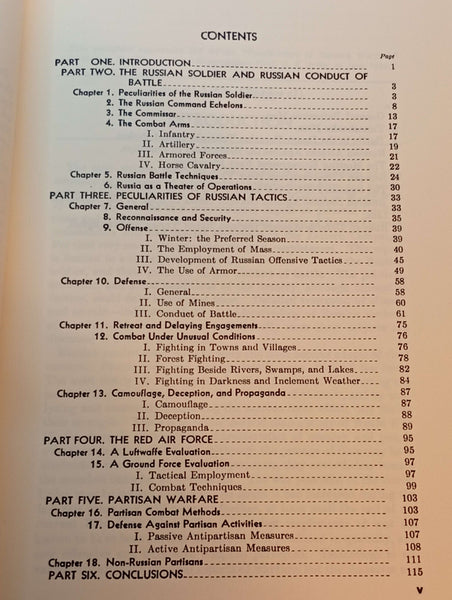 CONTENTS
Page
PART ONE. INTRODUCTION 1
PART TWO. THE RUSSIAN SOLDIER AND RUSSIAN CONDUCT OF
BATTLE 3
Chapter 1. Peculiarities of the Russian Soldier 3
2. The Russian Command Echelons 8
3. The Commissar 13
4. The Combat Arms 17
I. Infantry 17
II. Artillery 19
III. Armored Forces 21
IV. Horse Cavalry 22
Chapter 5. Russian Battle Techniques 24
6. Russia as a Theater of Operations 30
PART THREE. PECULIARITIES OF RUSSIAN TACTICS 33
Chapter 7. General 33
8. Reconnaissance and Security 35
9. Offense 39
I. Winter: the Preferred Season 39
II. The Employment of Mass 40
III. Development of Russian Offensive Tactics 45
IV. The Use of Armor 49
Chapter 10. Defense 58
I. General 58
II. Use of Mines 60
III. Conduct of Battle 61
Chapter 11. Retreat and Delaying Engagements 75
12. Combat Under Unusual Conditions 76
I. Fighting in Towns and Villages 76
II. Forest Fighting 78
III. Fighting Beside Rivers, Swamps, and Lakes 82
IV. Fighting in Darkness and Inclement Weather 84
Chapter 13. Camouflage, Deception, and Propaganda 87
I. Camouflage 87
II. Deception 88
III. Propaganda 89
PART FOUR. THE RED AIR FORCE 95
Chapter 14. A Luftwaffe Evaluation 95
15. A Ground Force Evaluation 97
I. Tactical Employment 97
II. Combat Techniques 99
PART FIVE. PARTISAN WARFARE 103
Chapter 16. Partisan Combat Methods 103
17. Defense Against Partisan Activities 107
I. Passive Antipartisan Measures 107
II. Active Antipartisan Measures 108
Chapter 18. Non-Russian Partisans 111
PART SIX. CONCLUSIONS 115
V